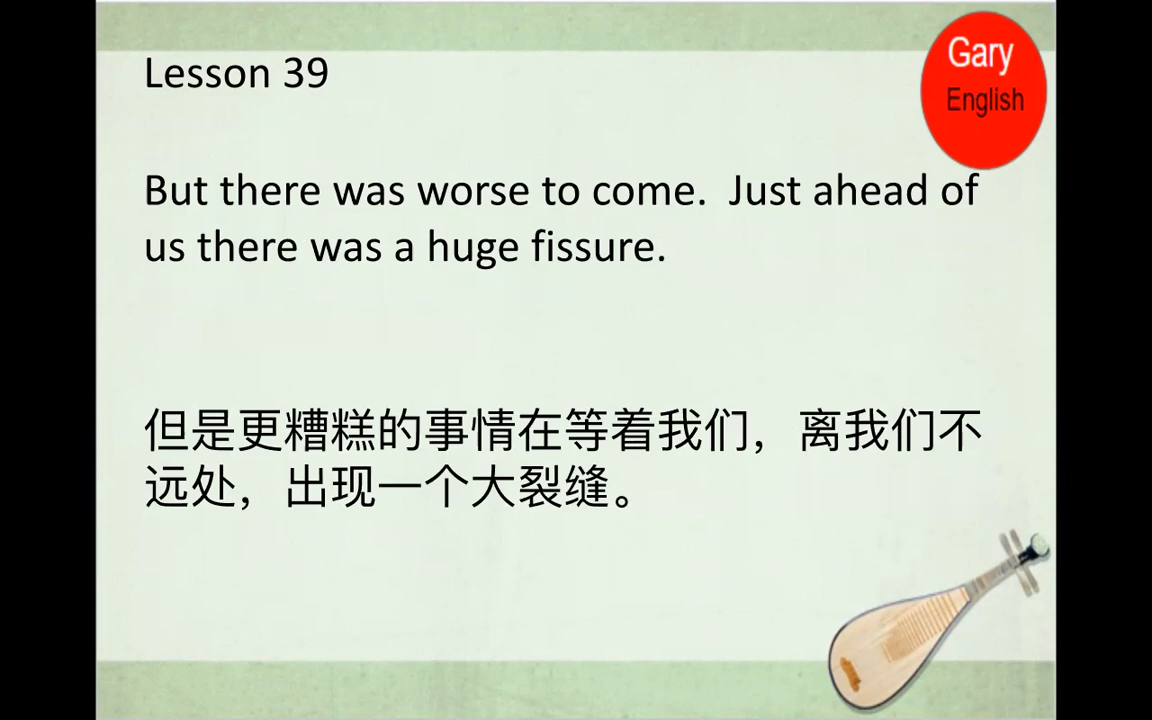 Lesson 39
Gary
English
But there was worse to come.  Just ahead of
us there was a huge fissure.
但是更糟糕的事情在等着我们，离我们不
远处，出现一个大裂缝。